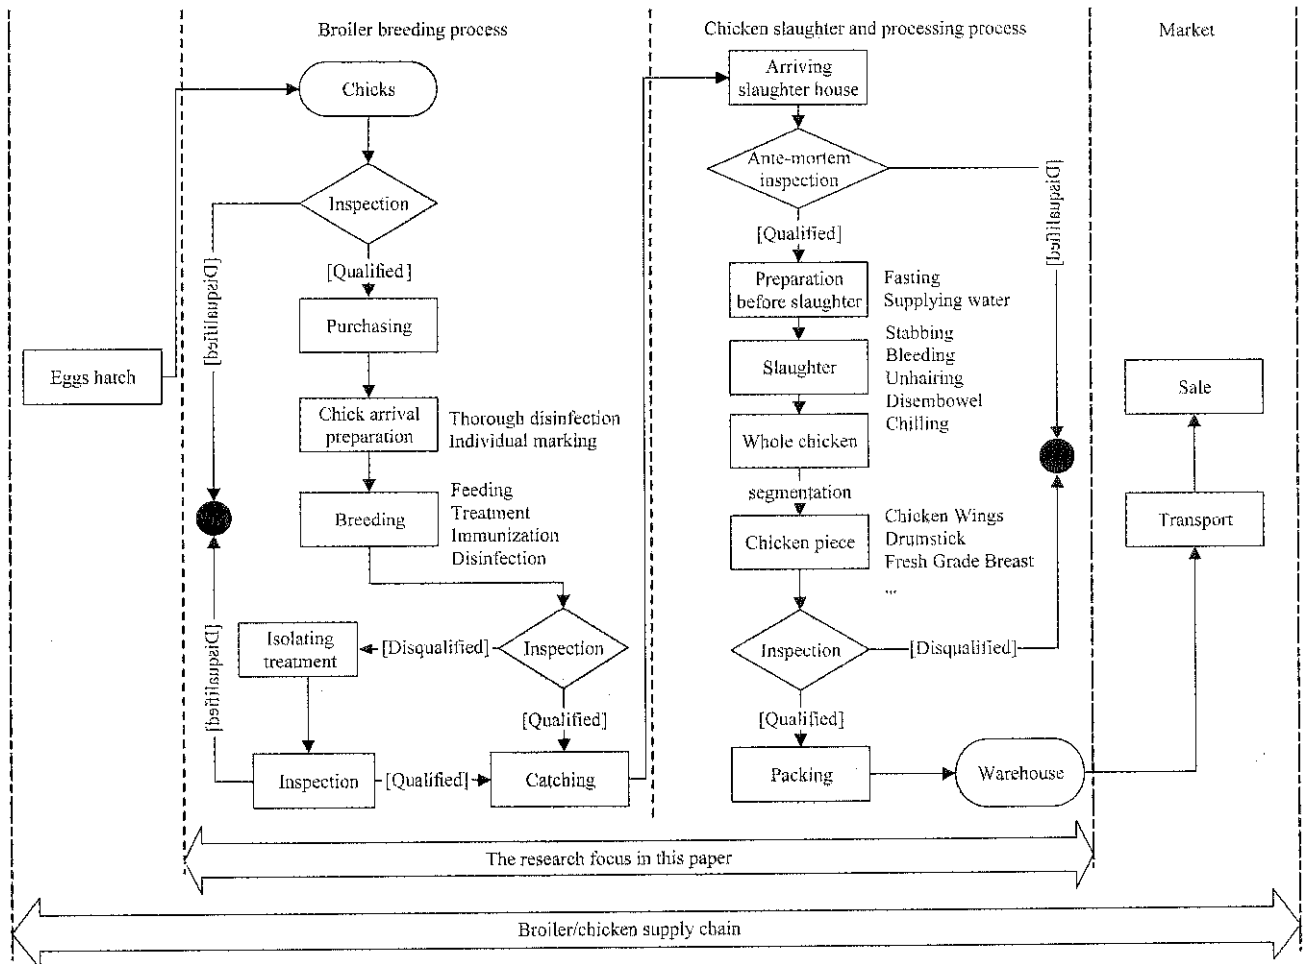 Broiler breeding process
Chicken slaughter and processing process
Market
Eggs hatch
Chicks
Inspection
[Disqualified]
[Qualified]
Purchasing
Chick arrival
preparation
Thorough disinfection
Individual marking
Breeding
Feeding
Treatment
Immunization
Disinfection
Inspection
[Disqualified]
Isolating
treatment
[Qualified]
[Disqualified]
Inspection
[Qualified]
Catching
Arriving
slaughter house
Ante-mortem
inspection
[Disqualified]
[Qualified]
Preparation
before slaughter
Fasting
Supplying water
Slaughter
Stabbing
Bleeding
Unhairing
Disembowel
Chilling
Whole chicken
segmentation
Chicken piece
Chicken Wings
Drumstick
Fresh Grade Breast
...
Inspection
[Disqualified]
[Qualified]
Packing
Warehouse
Sale
Transport
The research focus in this paper
Broiler/chicken supply chain